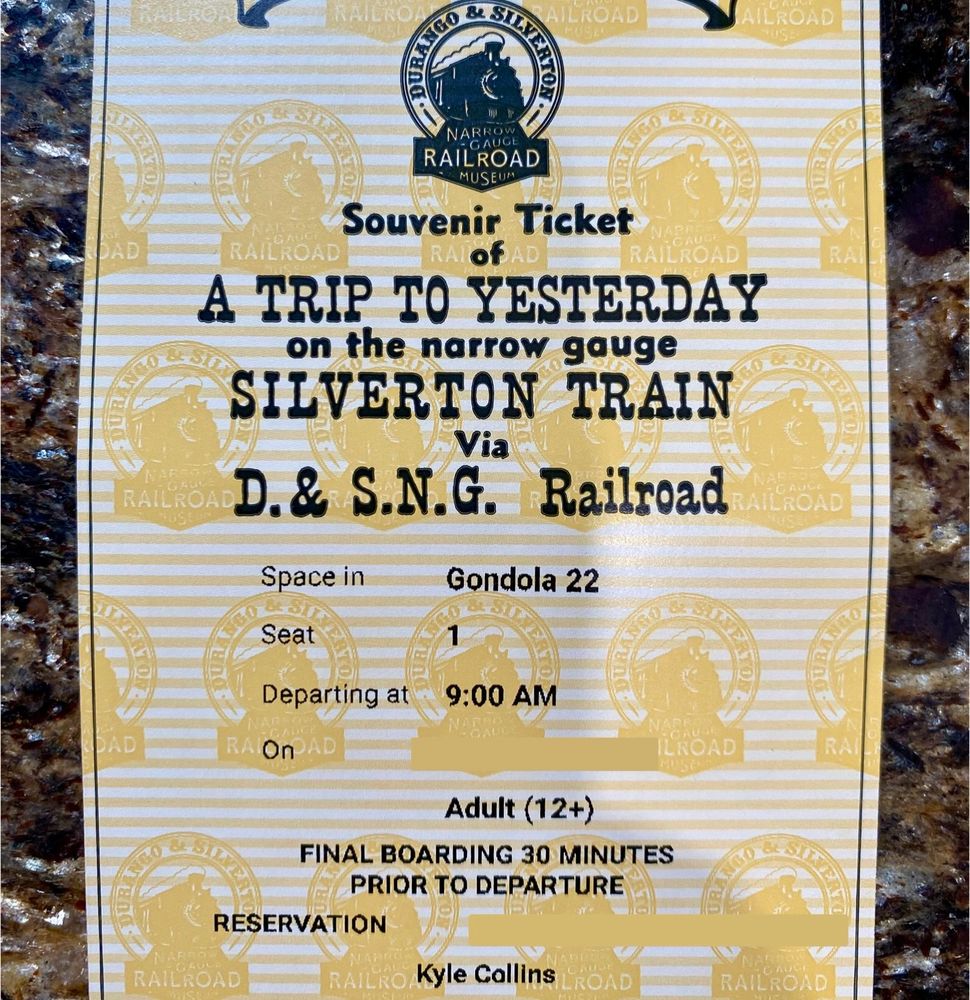 DURANGO & SILVERTON
NARROW
GAUGE
RAILROAD
MUSEUM
Souvenir Ticket
of
A TRIP TO YESTERDAY
on the narrow gauge
SILVERTON TRAIN
Via
D. & S.N.G. Railroad
Space in Gondola 22
Seat 1
Departing at 9:00 AM
On
Adult (12+)
FINAL BOARDING 30 MINUTES
PRIOR TO DEPARTURE
RESERVATION
Kyle Collins